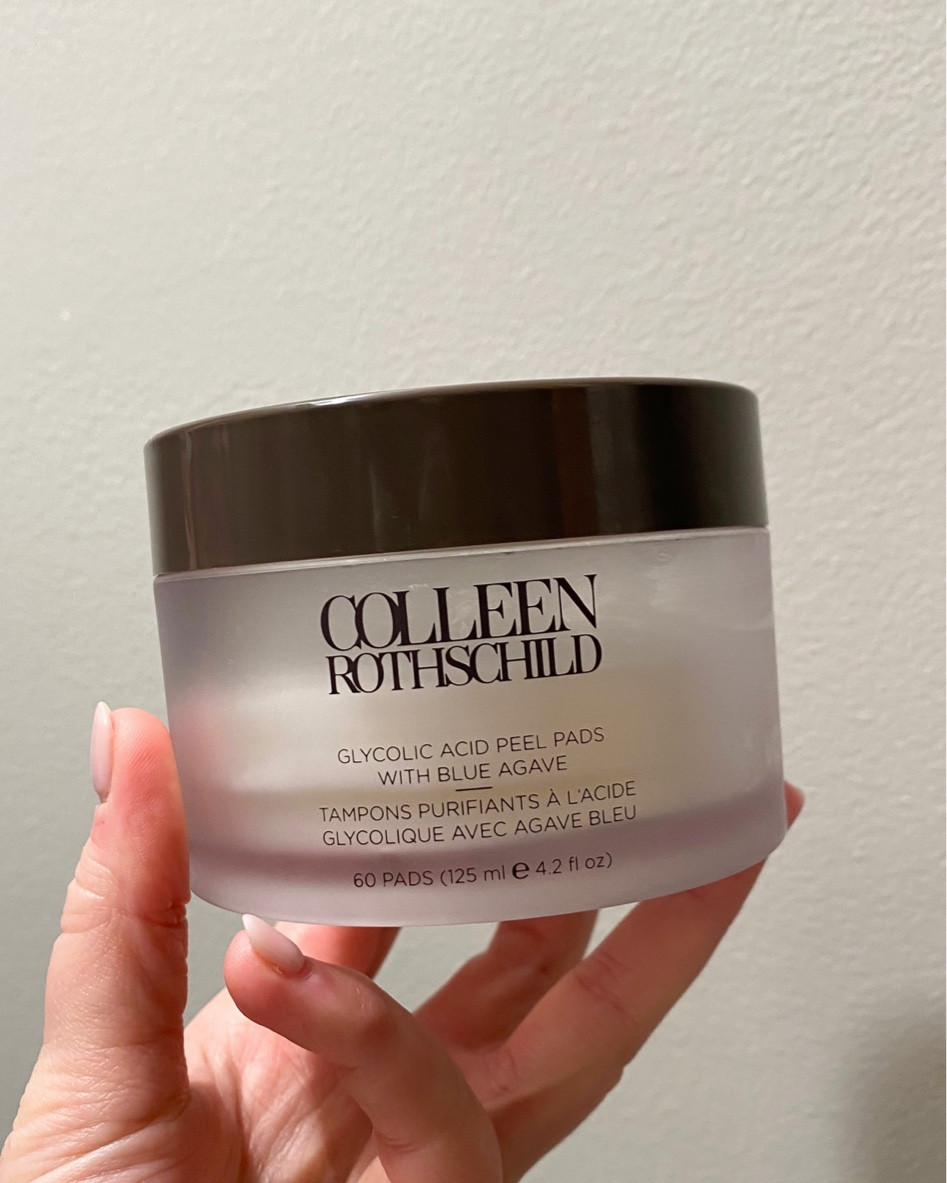 COLLEEN
ROTHSCHILD
GLYCOLIC ACID PEEL PADS
WITH BLUE AGAVE
TAMPONS PURIFIANTS À L'ACIDE
GLYCOLIQUE AVEC AGAVE BLEU
60 PADS (125 ml ℮ 4.2 fl oz)